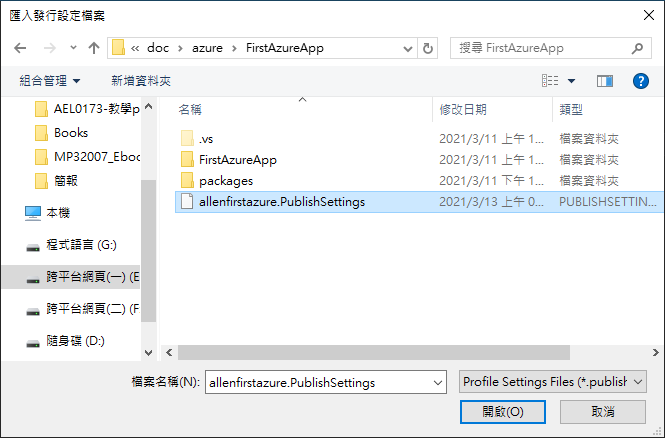 匯入發行設定檔案
« doc › azure › FirstAzureApp
搜尋 FirstAzureApp
組合管理 新增資料夾
名稱 修改日期 類型
AEL0173-教學p
Books
MP32007_Eboo
簡報
本機
程式語言 (G:)
跨平台網頁(一) (E
跨平台網頁(二) (F
隨身碟 (D:)
.vs 2021/3/11 上午 1... 檔案資料夾
FirstAzureApp 2021/3/11 上午 1... 檔案資料夾
packages 2021/3/11 下午 1... 檔案資料夾
allenfirstazure.PublishSettings 2021/3/13 上午 0... PUBLISHSETTIN...
檔案名稱(N): allenfirstazure.PublishSettings Profile Settings Files (*.publish
開啟(O) 取消